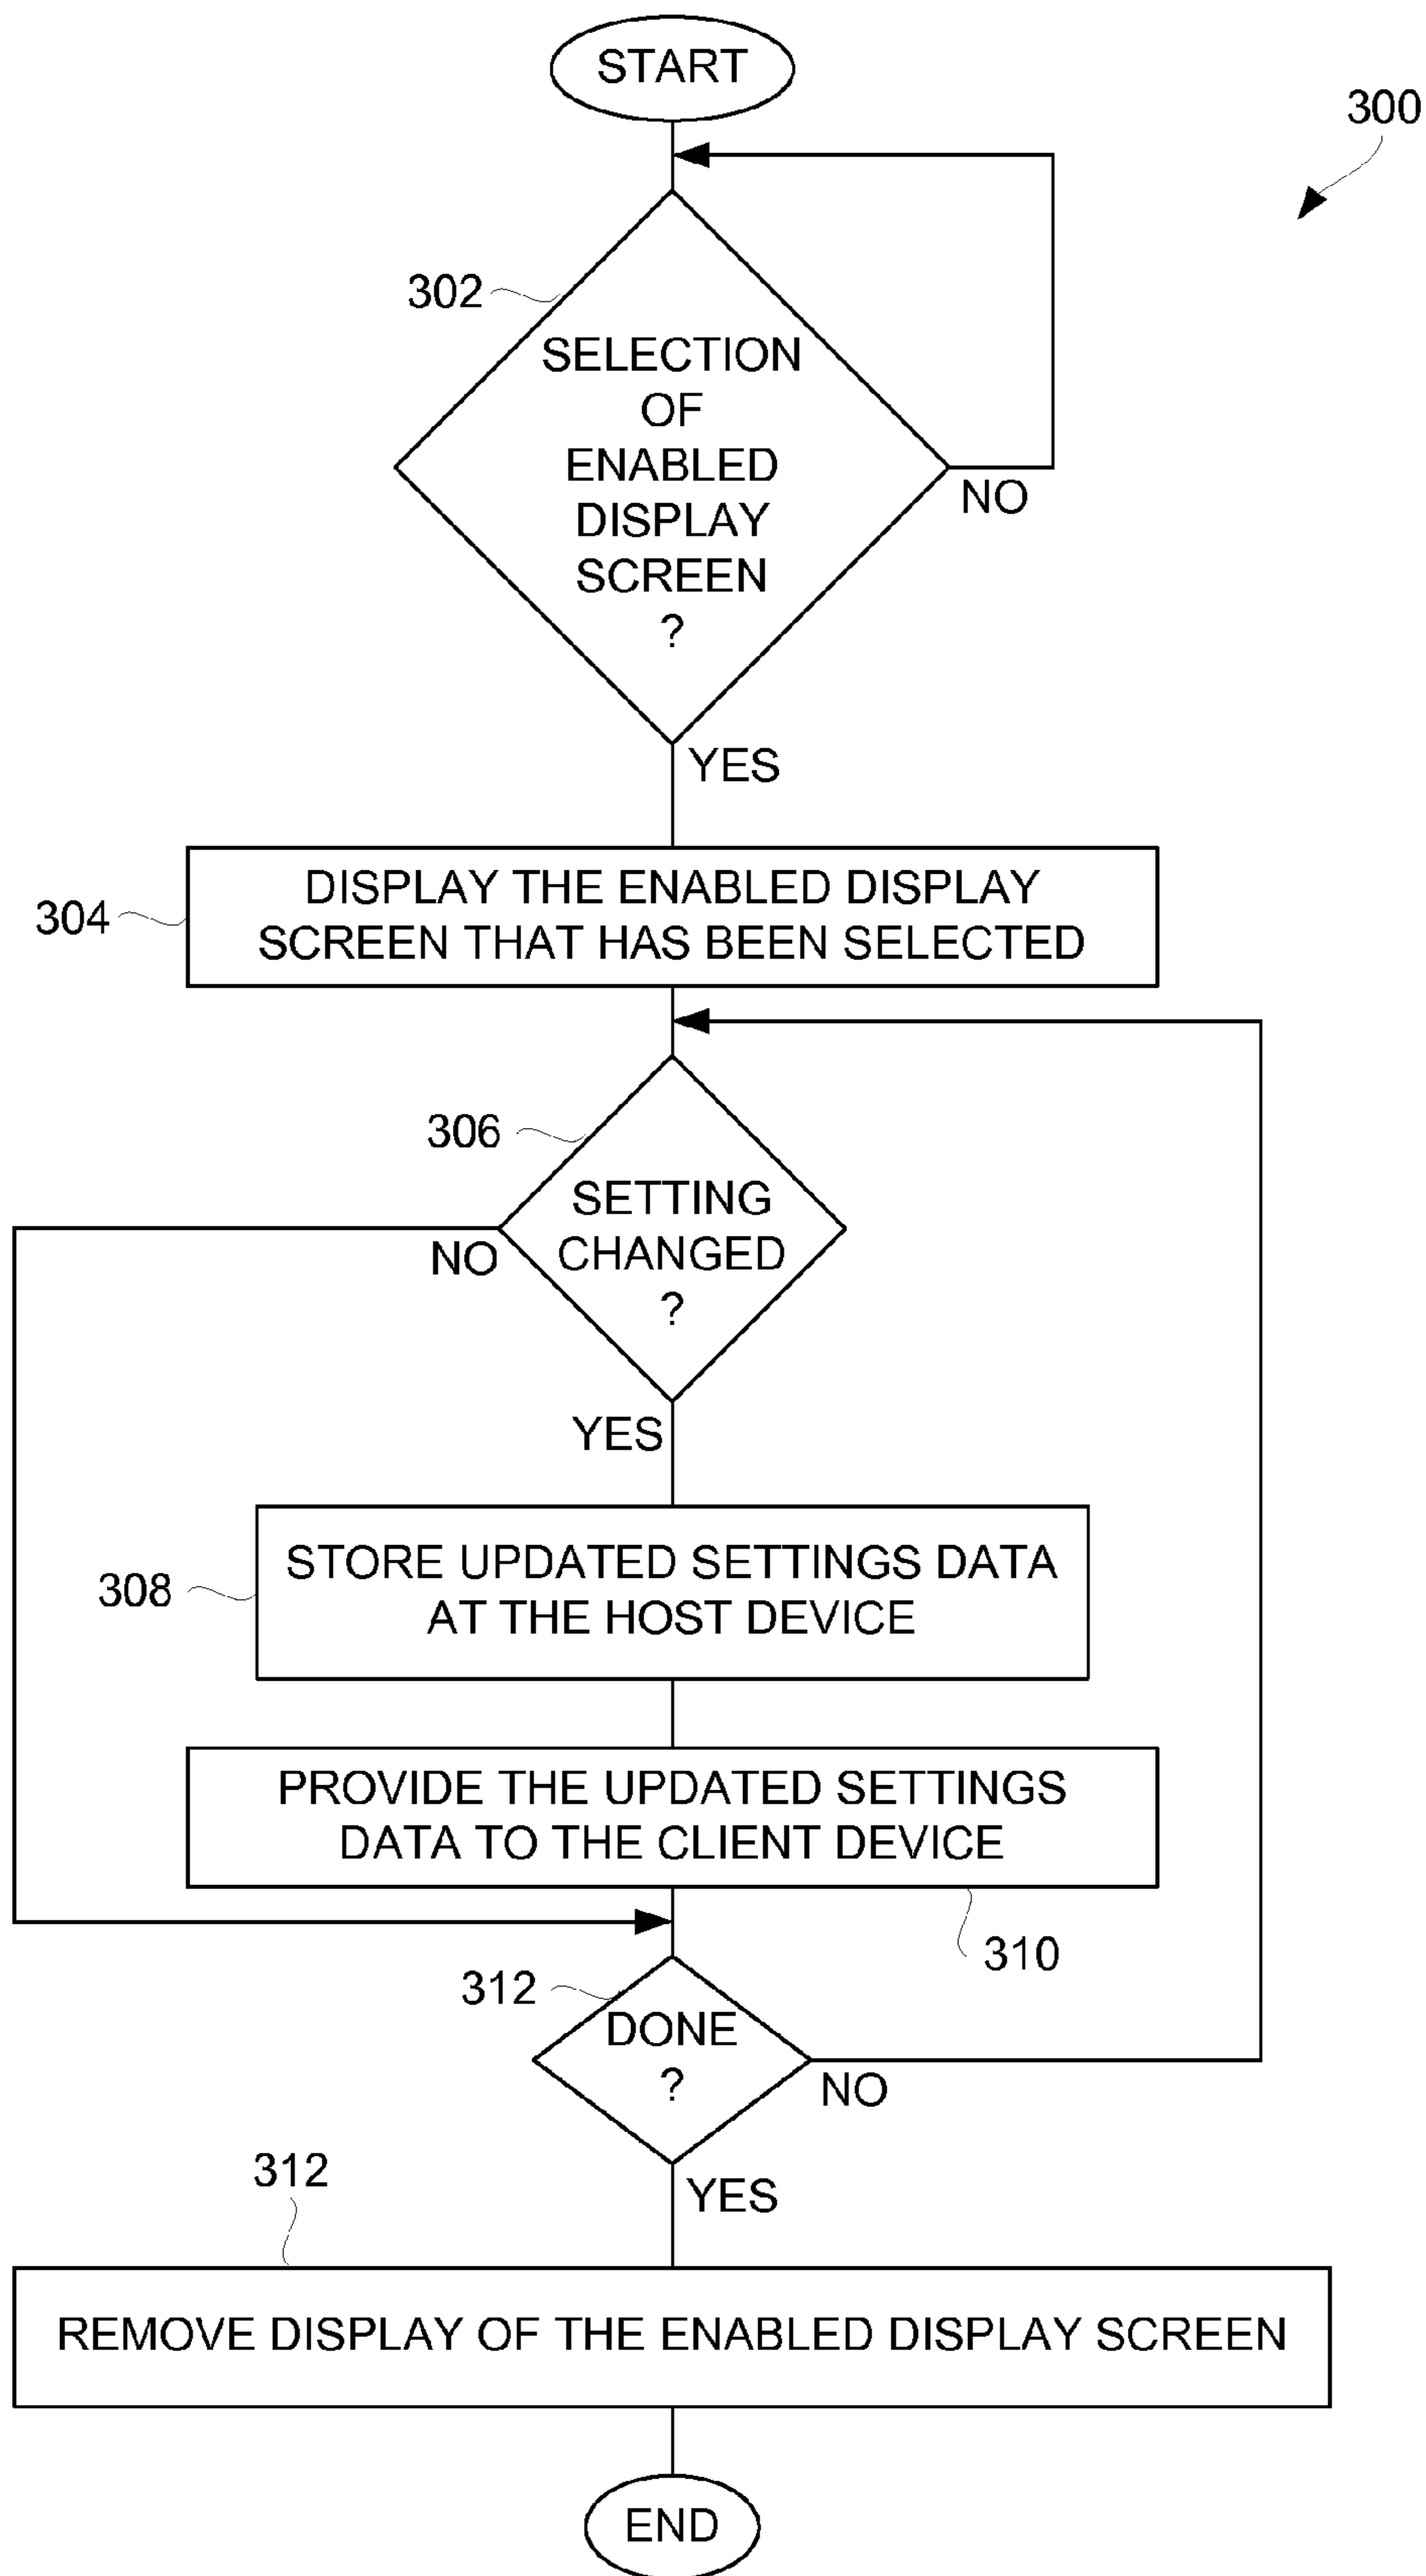 START
300
302
SELECTION
OF
ENABLED
DISPLAY
SCREEN
?
NO
YES
304
DISPLAY THE ENABLED DISPLAY
SCREEN THAT HAS BEEN SELECTED
306
SETTING
CHANGED
?
NO
YES
308
STORE UPDATED SETTINGS DATA
AT THE HOST DEVICE
PROVIDE THE UPDATED SETTINGS
DATA TO THE CLIENT DEVICE
310
312
DONE
?
NO
YES
312
REMOVE DISPLAY OF THE ENABLED DISPLAY SCREEN
END